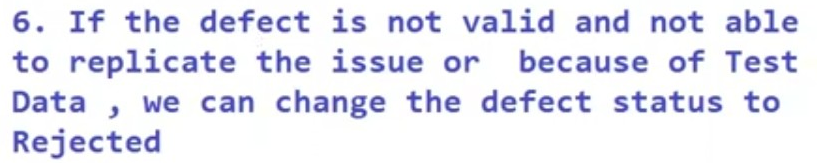 6. If the defect is not valid and not able
to replicate the issue or  because of Test
Data , we can change the defect status to
Rejected